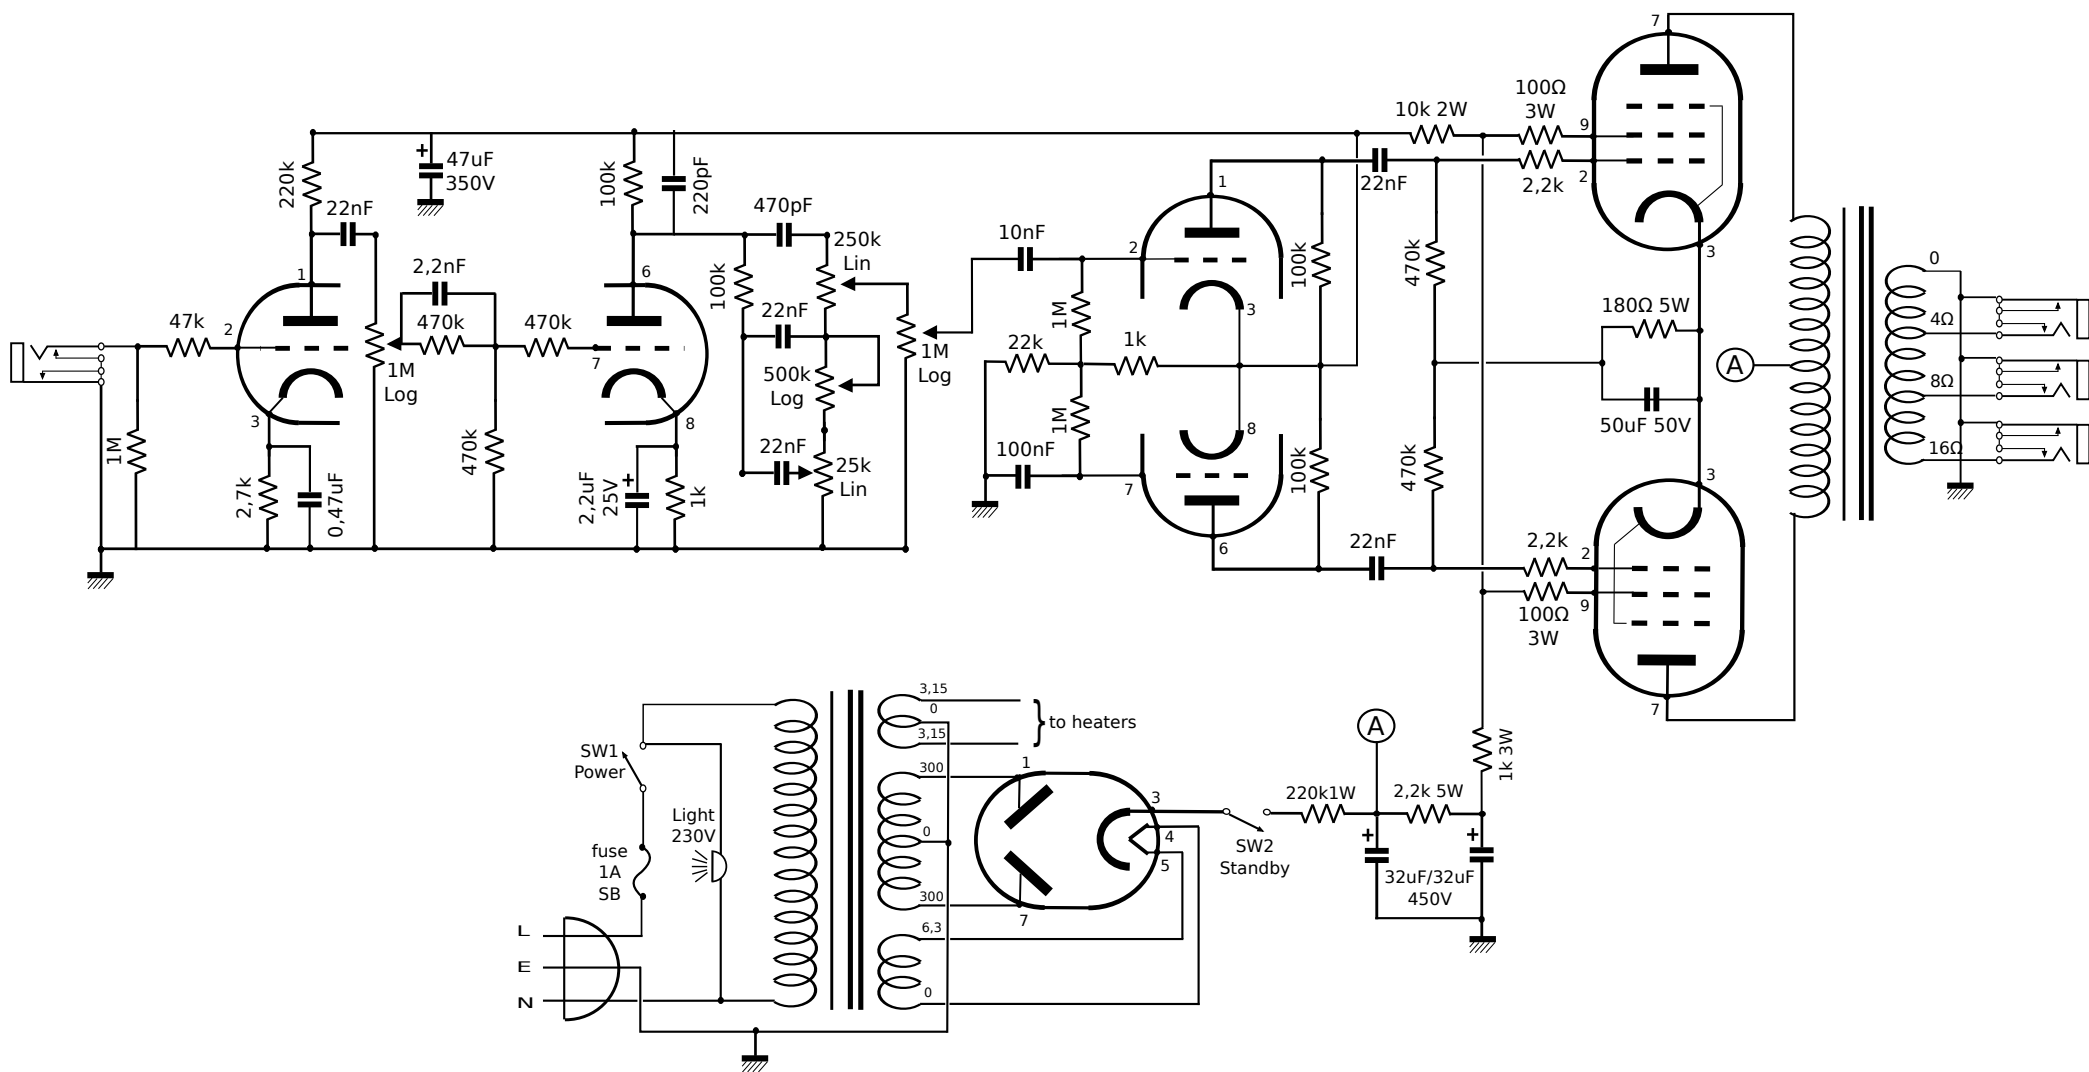 7
100Ω
3W
10k 2W
9
2
2,2k
3
220k
+
47uF
350V
22nF
1
100k
220pF
6
470pF
250k
Lin
100k
2,2nF
470k
470k
7
47k
2
1M
Log
3
1M
2,7k
0,47uF
470k
8
2,2uF
25V
+
1k
22nF
500k
Log
22nF
25k
Lin
1M
Log
10nF
2
1
22nF
1M
3
22k
1k
1M
100nF
8
7
6
100k
470k
100k
470k
22nF
180Ω 5W
50uF 50V
A
3
2,2k
2
9
100Ω
3W
7
0
4Ω
8Ω
16Ω
SW1
Power
fuse
1A
SB
Light
230V
L
E
N
3,15
0
3,15
} to heaters
300
0
300
6,3
0
1
7
3
4
5
SW2
Standby
220k1W
A
2,2k 5W
1k 3W
+
+
32uF/32uF
450V